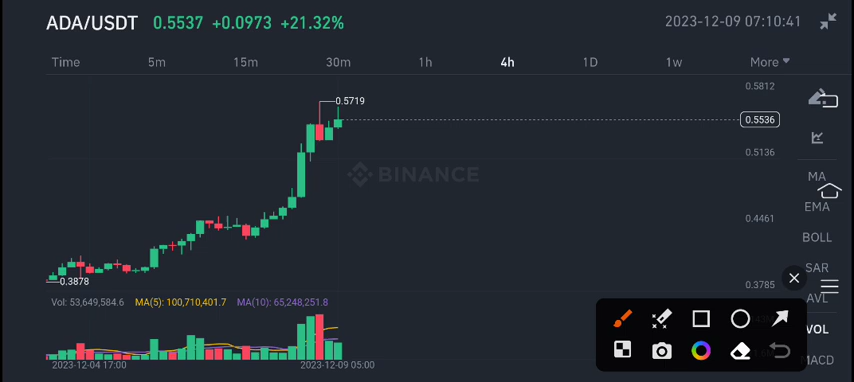 ADA/USDT 0.5537 +0.0973 +21.32% 2023-12-09 07:10:41
Time 5m 15m 30m 1h 4h 1D 1w More
0.5812
0.5719
0.5536
0.5136
BINANCE
MA
EMA
0.4461
BOLL
SAR
0.3878
0.3785
AVL
Vol: 53,649,584.6 MA(5): 100,710,401.7 MA(10): 65,248,251.8
VOL
MACD
2023-12-04 17:00 2023-12-09 05:00